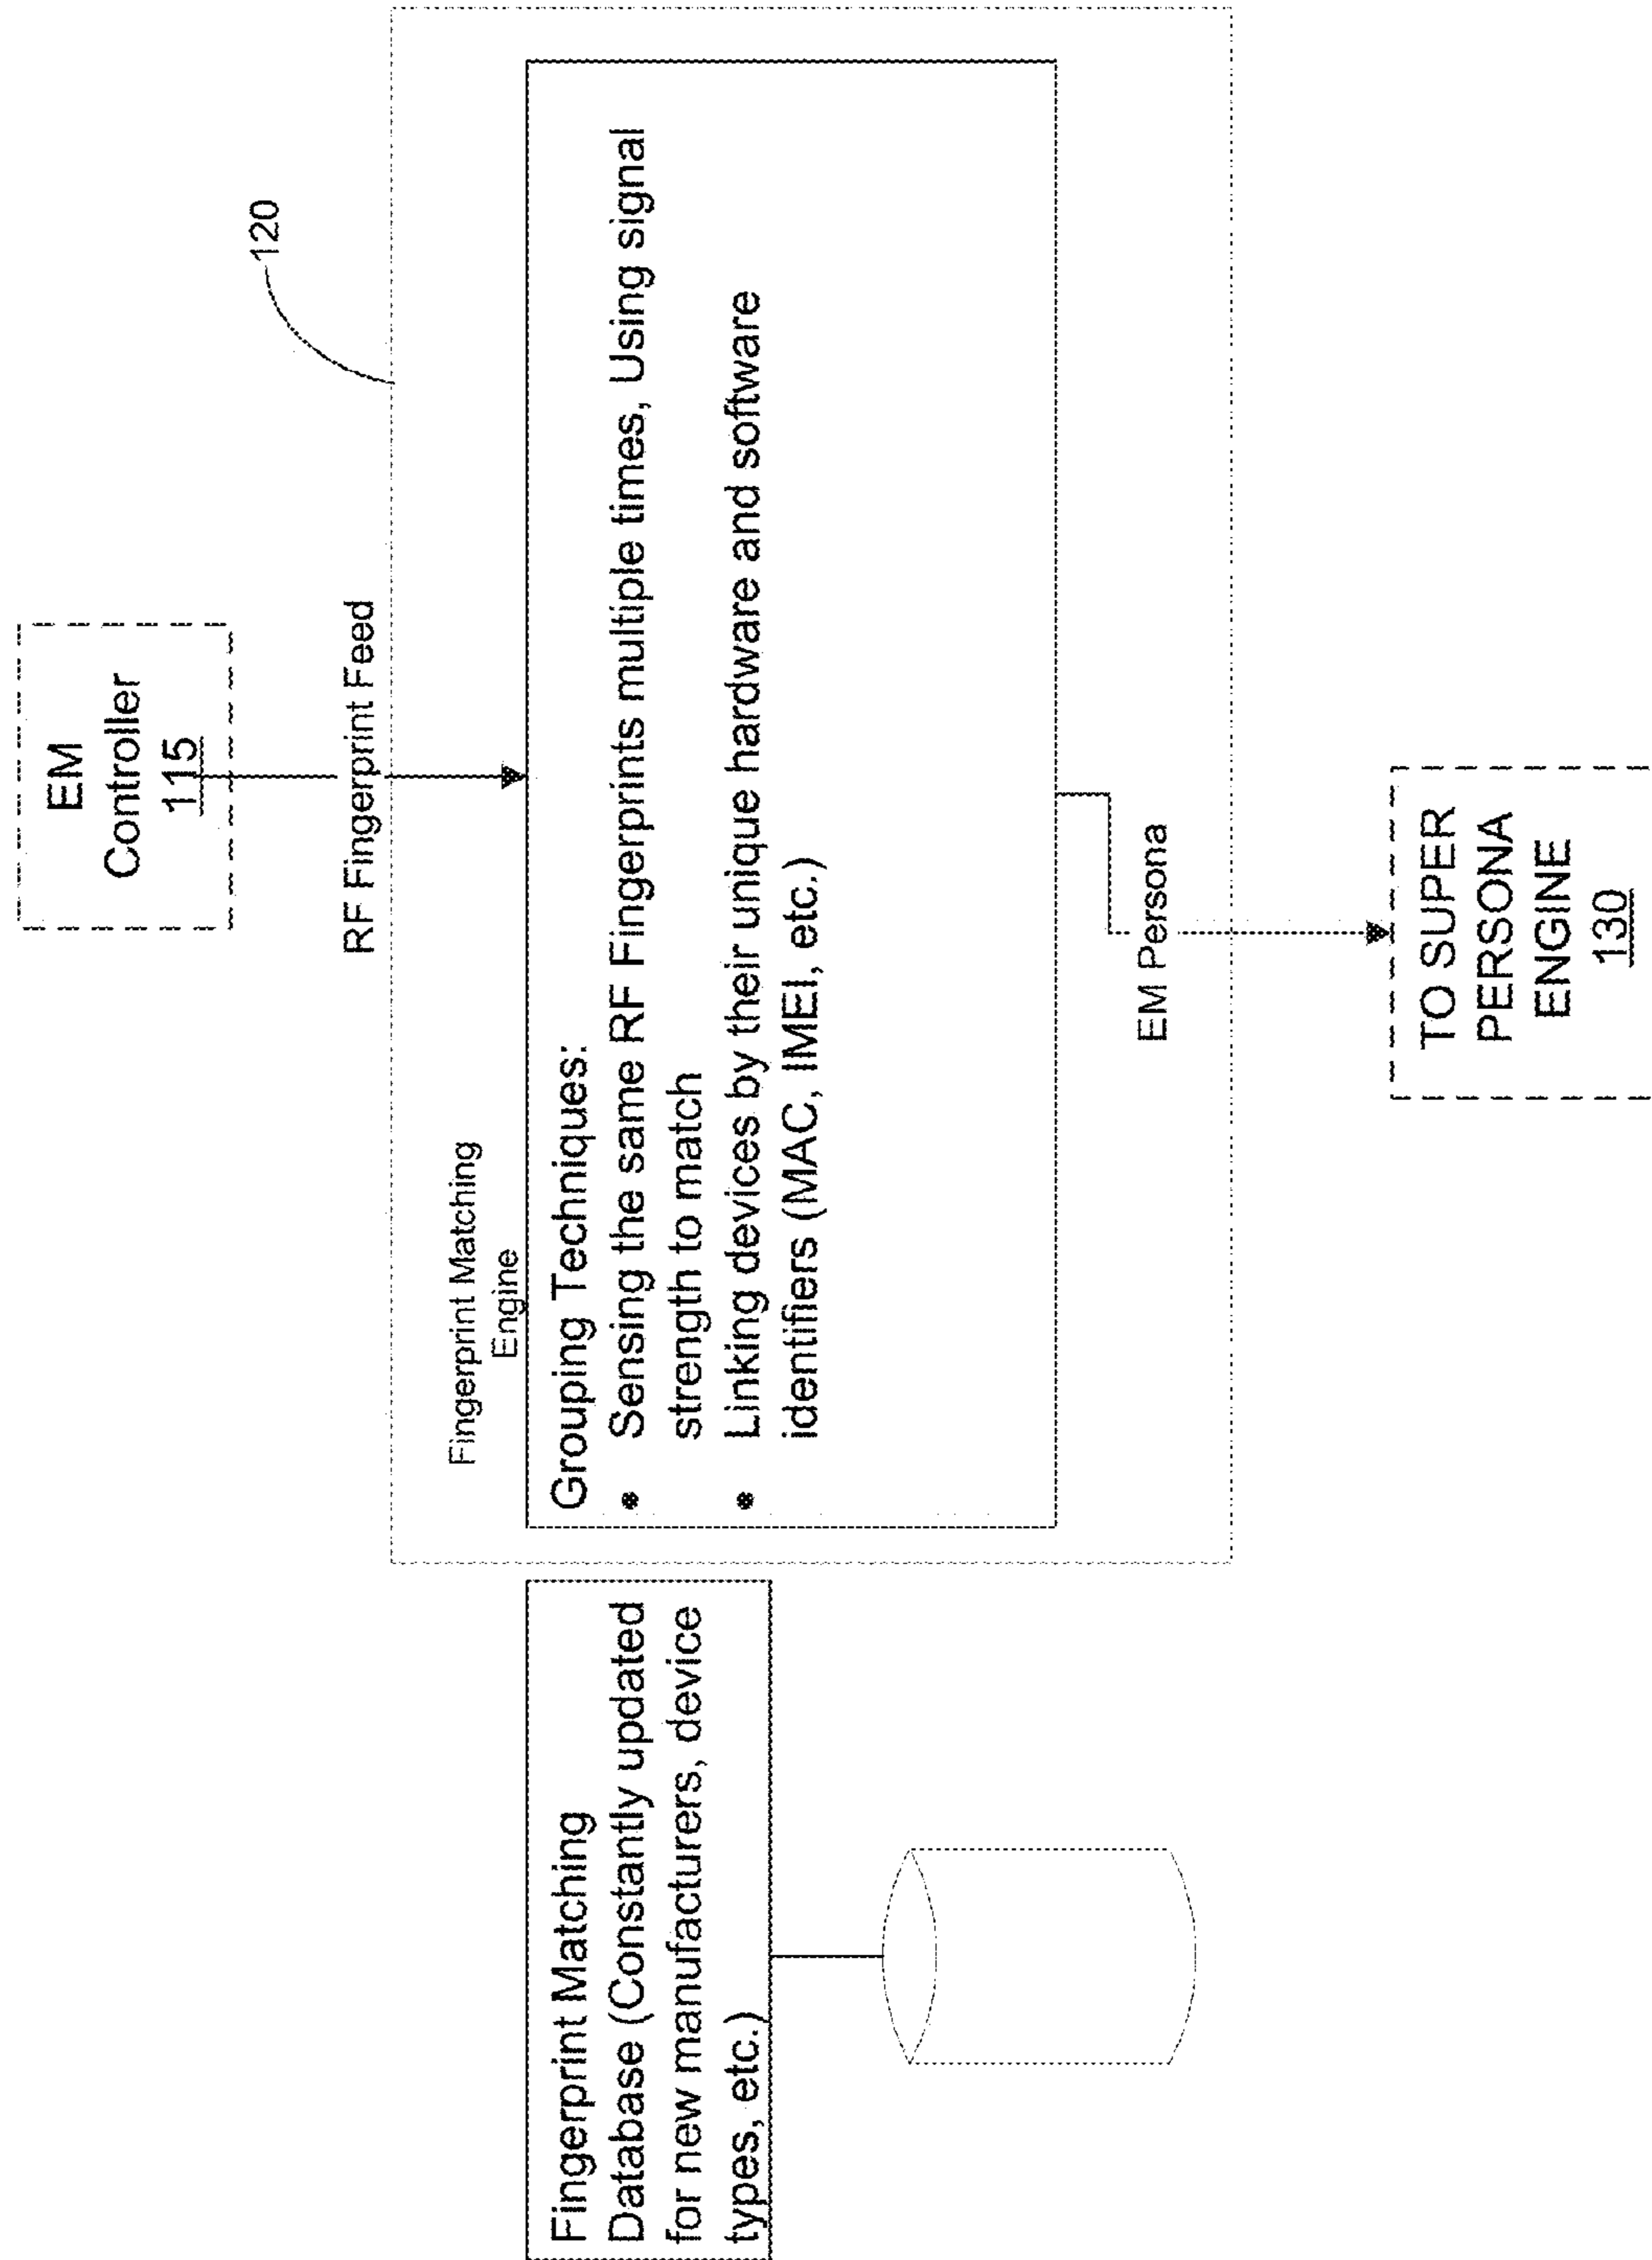 EM
Controller
115
RF Fingerprint Feed
120
Fingerprint Matching
Engine
Fingerprint Matching
Database (Constantly updated
for new manufacturers, device
types, etc.)
Grouping Techniques:
• Sensing the same RF Fingerprints multiple times, Using signal
strength to match
• Linking devices by their unique hardware and software
identifiers (MAC, IMEI, etc.)
EM Persona
TO SUPER
PERSONA
ENGINE
130